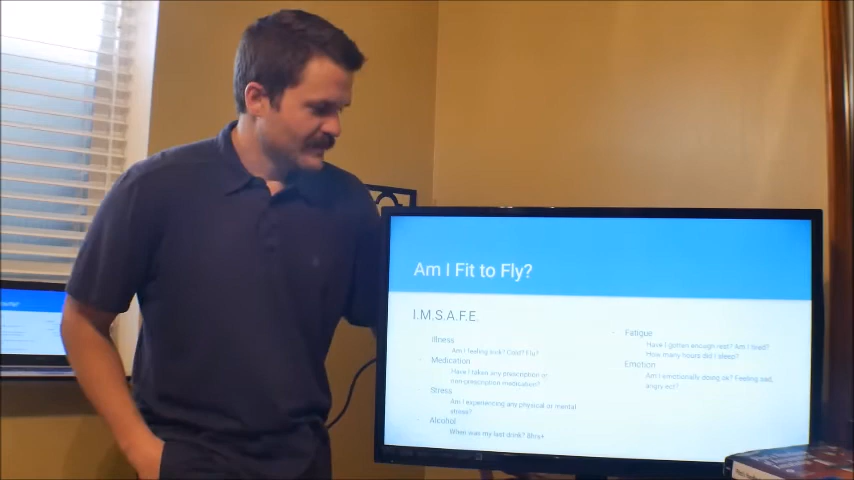 Am I Fit to Fly?
I.M.S.A.F.E.
Illness
Am I feeling sick? Cold? Flu?
- Medication
Have I taken any prescription or
non-prescription medication?
- Stress
Am I experiencing any physical or mental
stress?
- Alcohol
When was my last drink? 8hrs+
- Fatigue
Have I gotten enough rest? Am I tired?
How many hours did I sleep?
Emotion
Am I emotionally doing ok? Feeling sad,
angry etc?